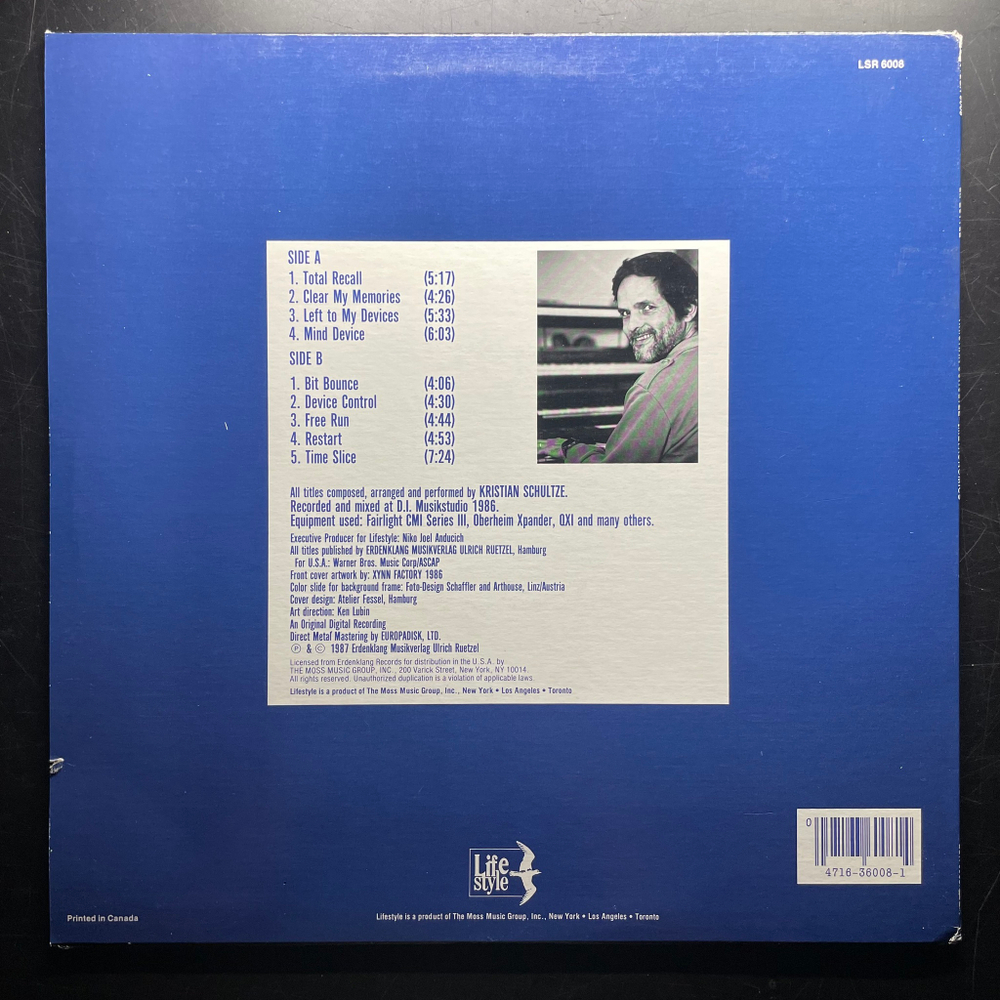 LSR 6008
SIDE A
1. Total Recall (5:17)
2. Clear My Memories (4:26)
3. Left to My Devices (5:33)
4. Mind Device (6:03)
SIDE B
1. Bit Bounce (4:06)
2. Device Control (4:30)
3. Free Run (4:44)
4. Restart (4:53)
5. Time Slice (7:24)
All titles composed, arranged and performed by KRISTIAN SCHULTZE.
Recorded and mixed at D.I. Musikstudio 1986.
Equipment used: Fairlight CMI Series III, Oberheim Xpander, QXI and many others.
Executive Producer for Lifestyle: Niko Joel Anducich
All titles published by ERDENKLANG MUSIKVERLAG ULRICH RUETZEL, Hamburg
For U.S.A.: Warner Bros. Music Corp/ASCAP
Front cover artwork by: XYNN FACTORY 1986
Color slide for background frame: Foto-Design Schaffler and Arthouse, Linz/Austria
Cover design: Atelier Fessel, Hamburg
Art direction: Ken Lubin
An Original Digital Recording
Direct Metal Mastering by EUROPADISK, LTD.
Ⓟ & © 1987 Erdenklang Musikverlag Ulrich Ruetzel
Licensed from Erdenklang Records for distribution in the U.S.A. by
THE MOSS MUSIC GROUP, INC., 200 Varick Street, New York, NY 10014.
All rights reserved. Unauthorized duplication is a violation of applicable laws.
Lifestyle is a product of The Moss Music Group, Inc., New York • Los Angeles • Toronto
0
4716-36008-1
Life
style
Printed in Canada
Lifestyle is a product of The Moss Music Group, Inc., New York • Los Angeles • Toronto